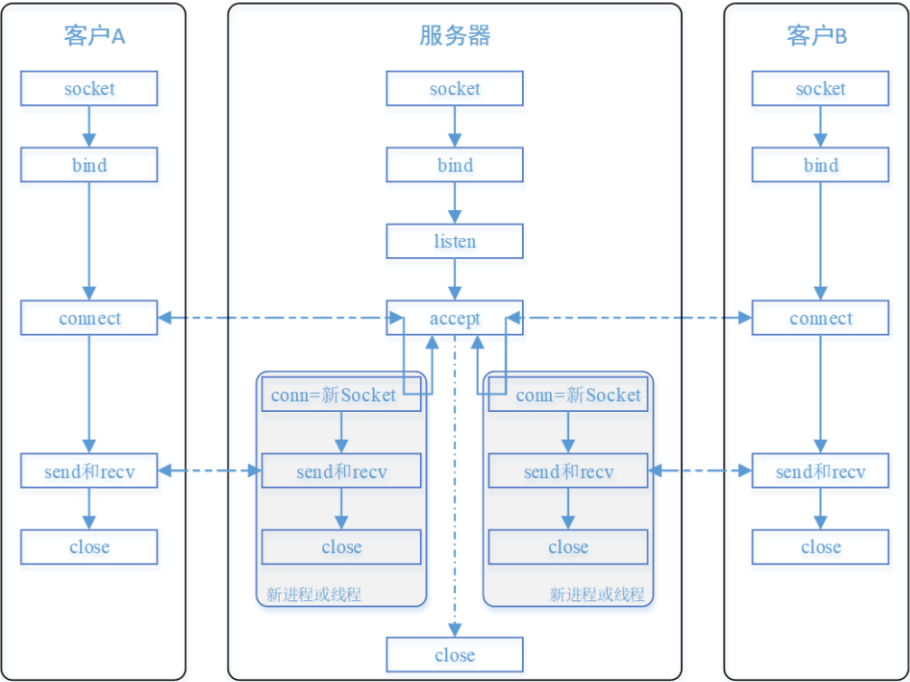 客户A
socket
bind
connect
send和recv
close
服务器
socket
bind
listen
accept
conn=新Socket
send和recv
close
新进程或线程
conn=新Socket
send和recv
close
新进程或线程
close
客户B
socket
bind
connect
send和recv
close